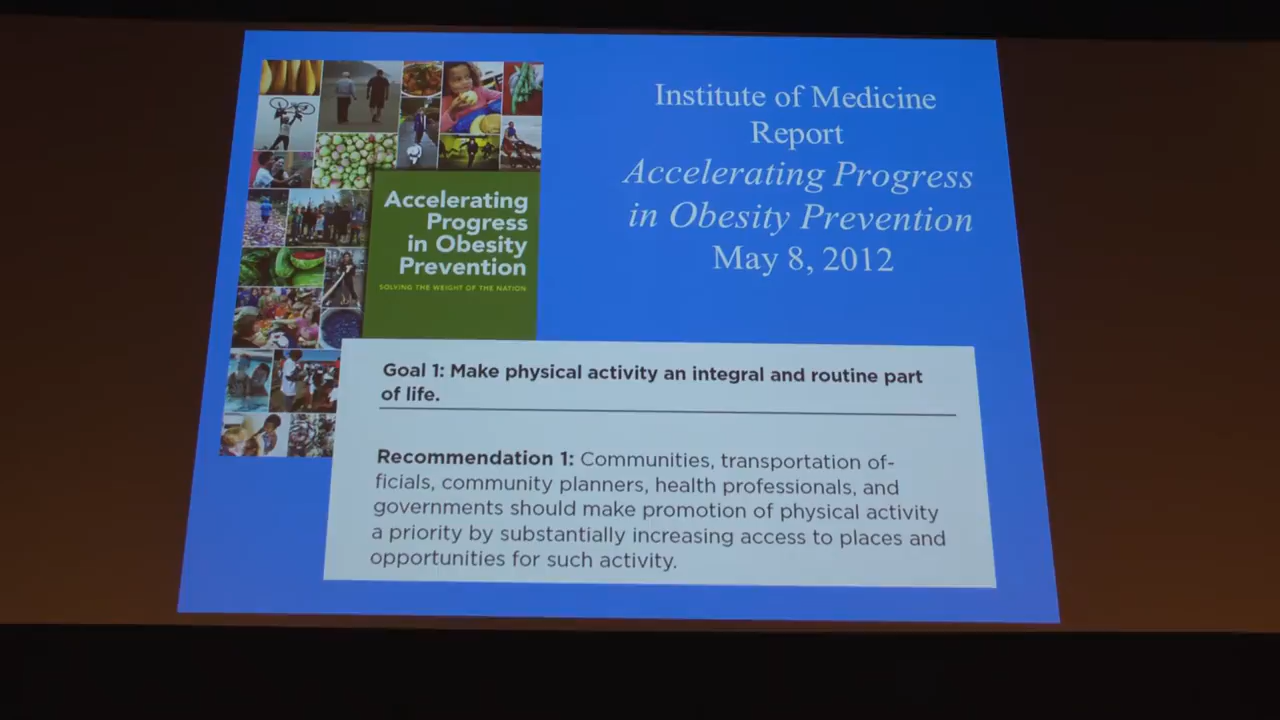 Institute of Medicine
Report
Accelerating Progress
in Obesity Prevention
May 8, 2012
Accelerating
Progress
in Obesity
Prevention
SOLVING THE WEIGHT OF THE NATION
Goal 1: Make physical activity an integral and routine part
of life.
Recommendation 1: Communities, transportation of-
ficials, community planners, health professionals, and
governments should make promotion of physical activity
a priority by substantially increasing access to places and
opportunities for such activity.